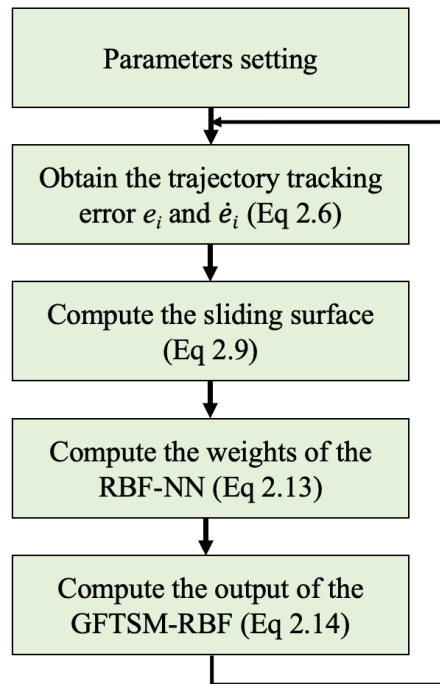 Parameters setting
Obtain the trajectory tracking
error eᵢ and ėᵢ (Eq 2.6)
Compute the sliding surface
(Eq 2.9)
Compute the weights of the
RBF-NN (Eq 2.13)
Compute the output of the
GFTSM-RBF (Eq 2.14)